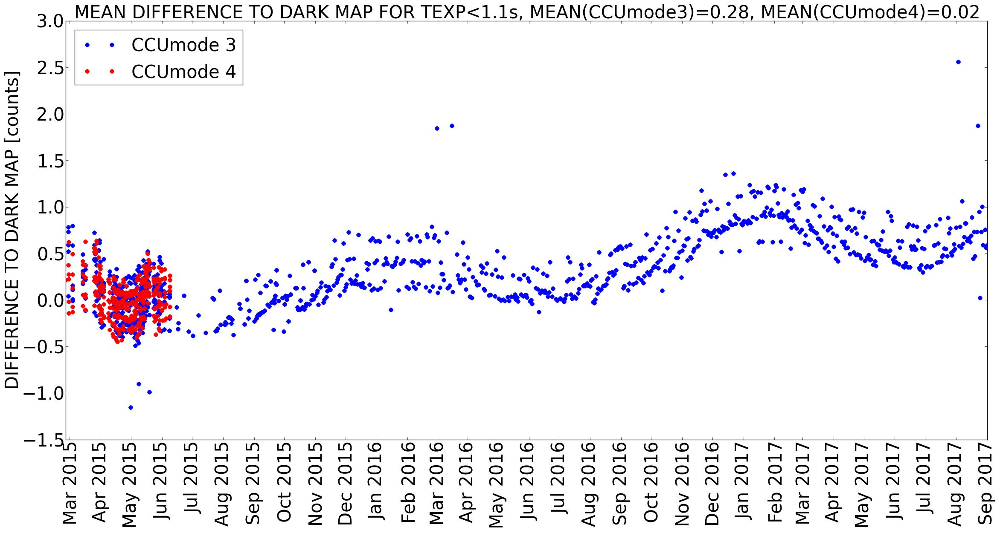 MEAN DIFFERENCE TO DARK MAP FOR TEXP<1.1s, MEAN(CCUmode3)=0.28, MEAN(CCUmode4)=0.02
DIFFERENCE TO DARK MAP [counts]
3.0
2.5
2.0
1.5
1.0
0.5
0.0
−0.5
−1.0
−1.5
CCUmode 3
CCUmode 4
Mar 2015
Apr 2015
May 2015
Jun 2015
Jul 2015
Aug 2015
Sep 2015
Oct 2015
Nov 2015
Dec 2015
Jan 2016
Feb 2016
Mar 2016
Apr 2016
May 2016
Jun 2016
Jul 2016
Aug 2016
Sep 2016
Oct 2016
Nov 2016
Dec 2016
Jan 2017
Feb 2017
Mar 2017
Apr 2017
May 2017
Jun 2017
Jul 2017
Aug 2017
Sep 2017